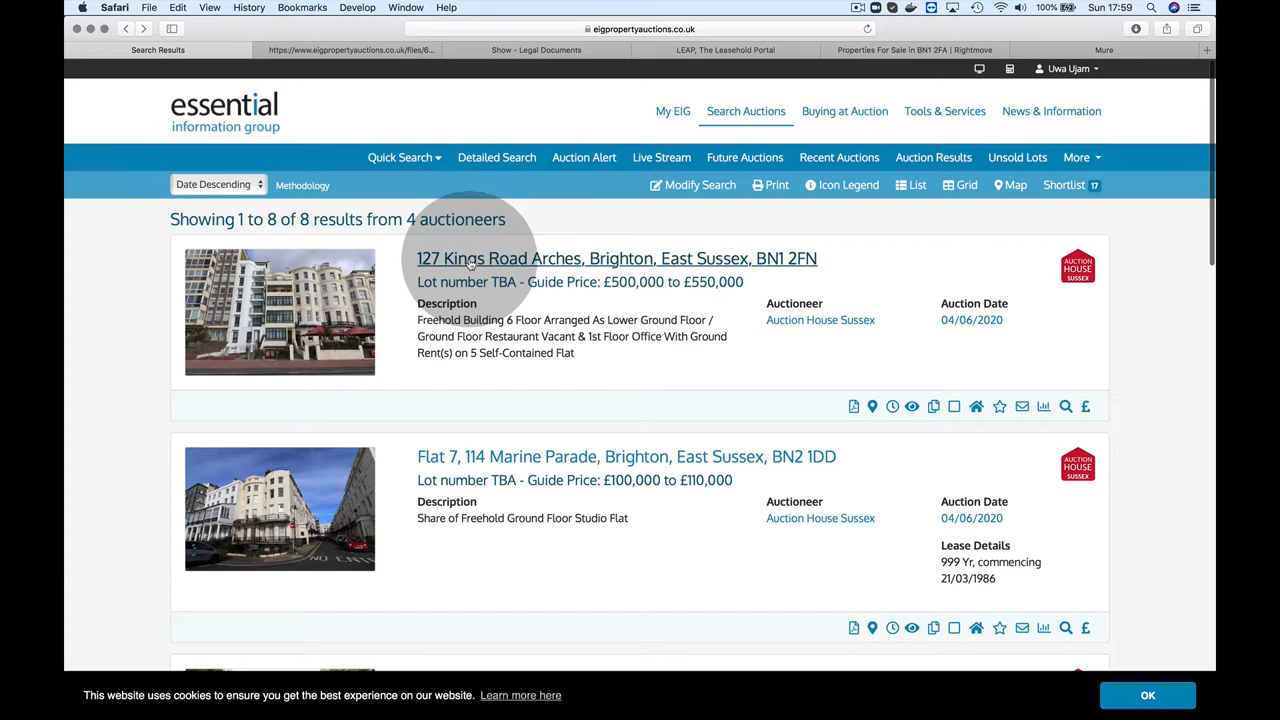 Safari File Edit View History Bookmarks Develop Window Help 100% Sun 17:59
eigpropertyauctions.co.uk
Search Results https://www.eigpropertyauctions.co.uk/files/6... Show - Legal Documents LEAP, The Leasehold Portal Properties For Sale in BN1 2FA | Rightmove Mure
Uwa Ujam
essential
information group
My EIG Search Auctions Buying at Auction Tools & Services News & Information
Quick Search Detailed Search Auction Alert Live Stream Future Auctions Recent Auctions Auction Results Unsold Lots More
Date Descending Methodology Modify Search Print Icon Legend List Grid Map Shortlist 17
Showing 1 to 8 of 8 results from 4 auctioneers
127 Kings Road Arches, Brighton, East Sussex, BN1 2FN
Lot number TBA - Guide Price: £500,000 to £550,000
AUCTION
HOUSE
SUSSEX
Description Auctioneer Auction Date
Freehold Building 6 Floor Arranged As Lower Ground Floor / Auction House Sussex 04/06/2020
Ground Floor Restaurant Vacant & 1st Floor Office With Ground
Rent(s) on 5 Self-Contained Flat
£
Flat 7, 114 Marine Parade, Brighton, East Sussex, BN2 1DD
Lot number TBA - Guide Price: £100,000 to £110,000
AUCTION
HOUSE
SUSSEX
Description Auctioneer Auction Date
Share of Freehold Ground Floor Studio Flat Auction House Sussex 04/06/2020
Lease Details
999 Yr, commencing
21/03/1986
NO ENTR
£
This website uses cookies to ensure you get the best experience on our website. Learn more here OK